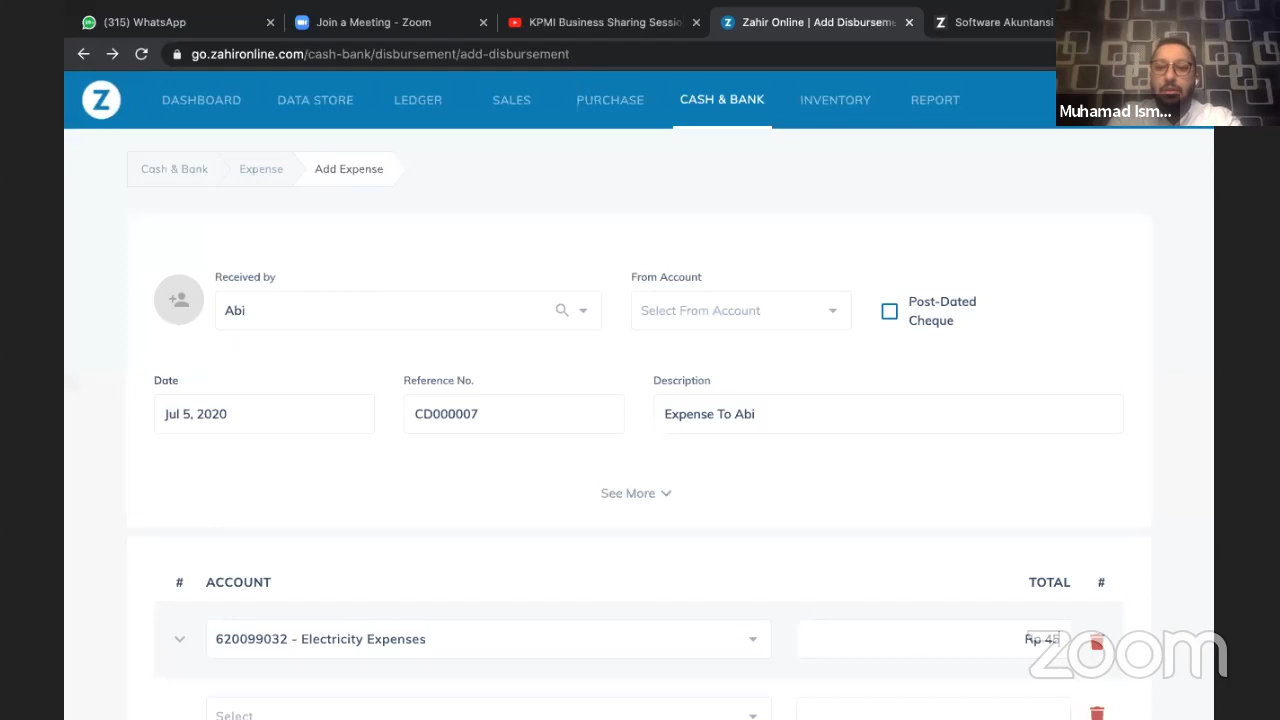 (315) WhatsApp
Join a Meeting - Zoom
KPMI Business Sharing Sessio
Zahir Online | Add Disburseme
Software Akuntansi
go.zahironline.com/cash-bank/disbursement/add-disbursement
Muhamad Ism...
Z
DASHBOARD
DATA STORE
LEDGER
SALES
PURCHASE
CASH & BANK
INVENTORY
REPORT
Cash & Bank
Expense
Add Expense
Received by
From Account
Abi
Select From Account
Post-Dated
Cheque
Date
Reference No.
Description
Jul 5, 2020
CD000007
Expense To Abi
See More
#
ACCOUNT
TOTAL
#
620099032 - Electricity Expenses
Rp 45
zoom
Select